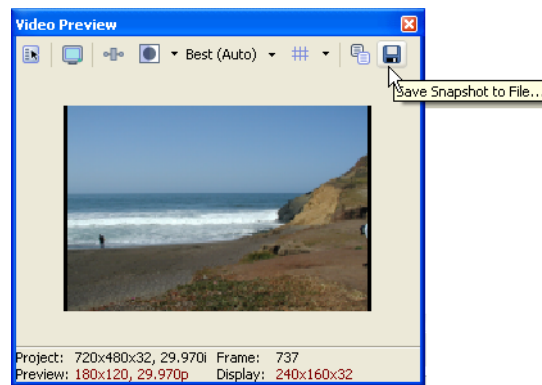 Video Preview
Best (Auto)
Save Snapshot to File...
Project: 720x480x32, 29.970i Frame: 737
Preview: 180x120, 29.970p Display: 240x160x32